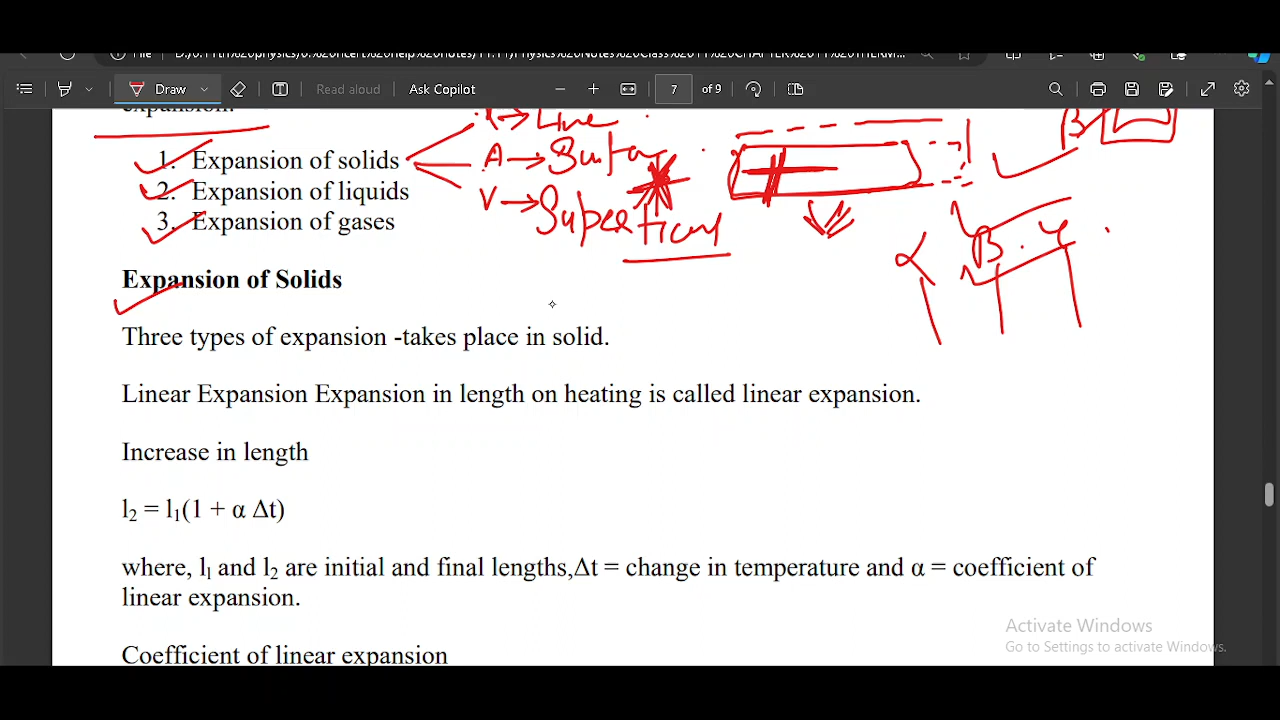 Draw
Read aloud
Ask Copilot
7 of 9
expansion.
1. Expansion of solids
2. Expansion of liquids
3. Expansion of gases
l → Line
A →
V →
β
α β . γ
Expansion of Solids
Three types of expansion -takes place in solid.
Linear Expansion Expansion in length on heating is called linear expansion.
Increase in length
l₂ = l₁(1 + α Δt)
where, l₁ and l₂ are initial and final lengths,Δt = change in temperature and α = coefficient of
linear expansion.
Coefficient of linear expansion
Activate Windows
Go to Settings to activate Windows.